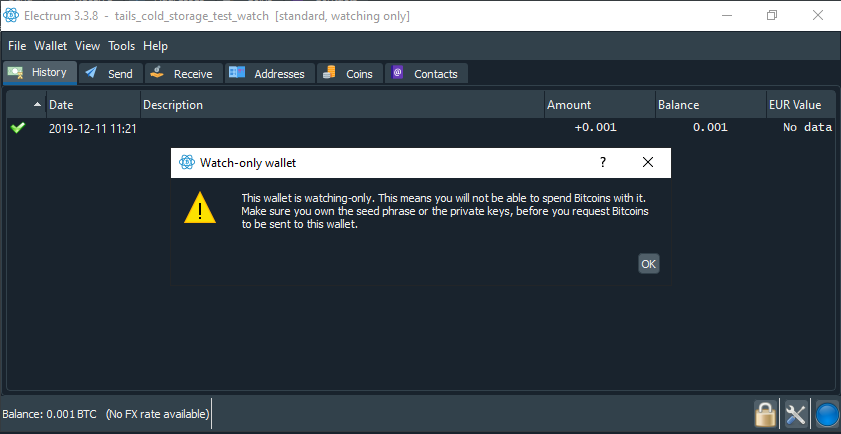 Electrum 3.3.8 - tails_cold_storage_test_watch [standard, watching only]
File Wallet View Tools Help
History Send Receive Addresses Coins Contacts
Date Description Amount Balance EUR Value
2019-12-11 11:21 +0.001 0.001 No data
Watch-only wallet ?
This wallet is watching-only. This means you will not be able to spend Bitcoins with it.
Make sure you own the seed phrase or the private keys, before you request Bitcoins
to be sent to this wallet.
OK
Balance: 0.001 BTC (No FX rate available)